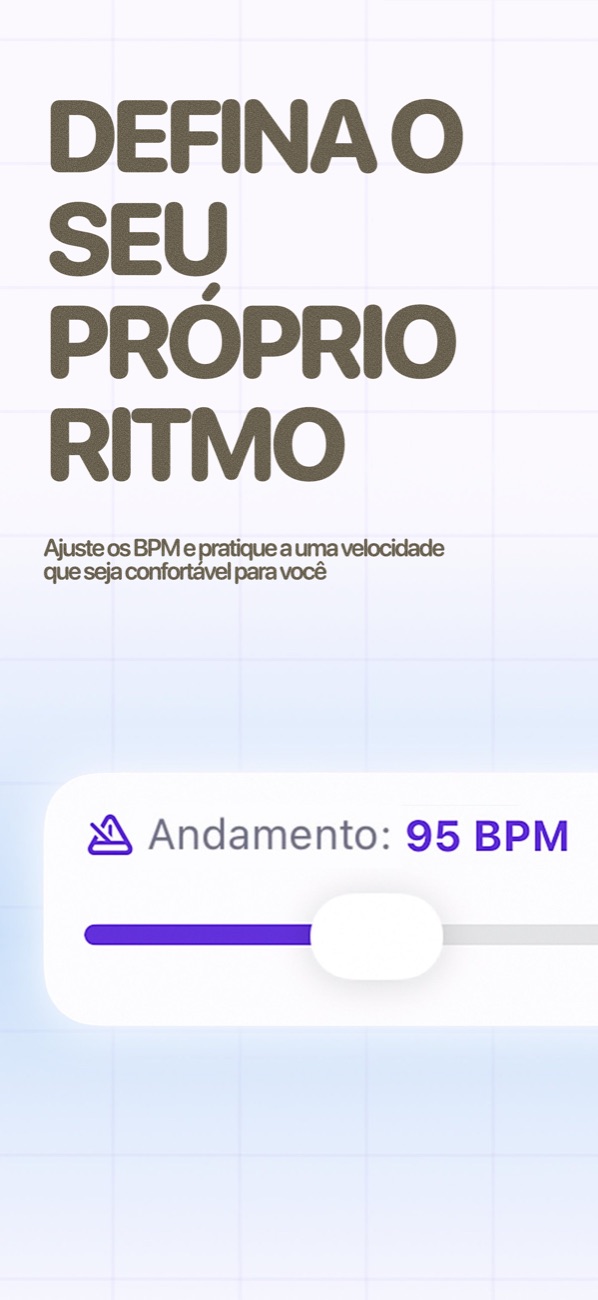 DEFINA O
SEU
PRÓPRIO
RITMO
Ajuste os BPM e pratique a uma velocidade
que seja confortável para você
Andamento: 95 BPM